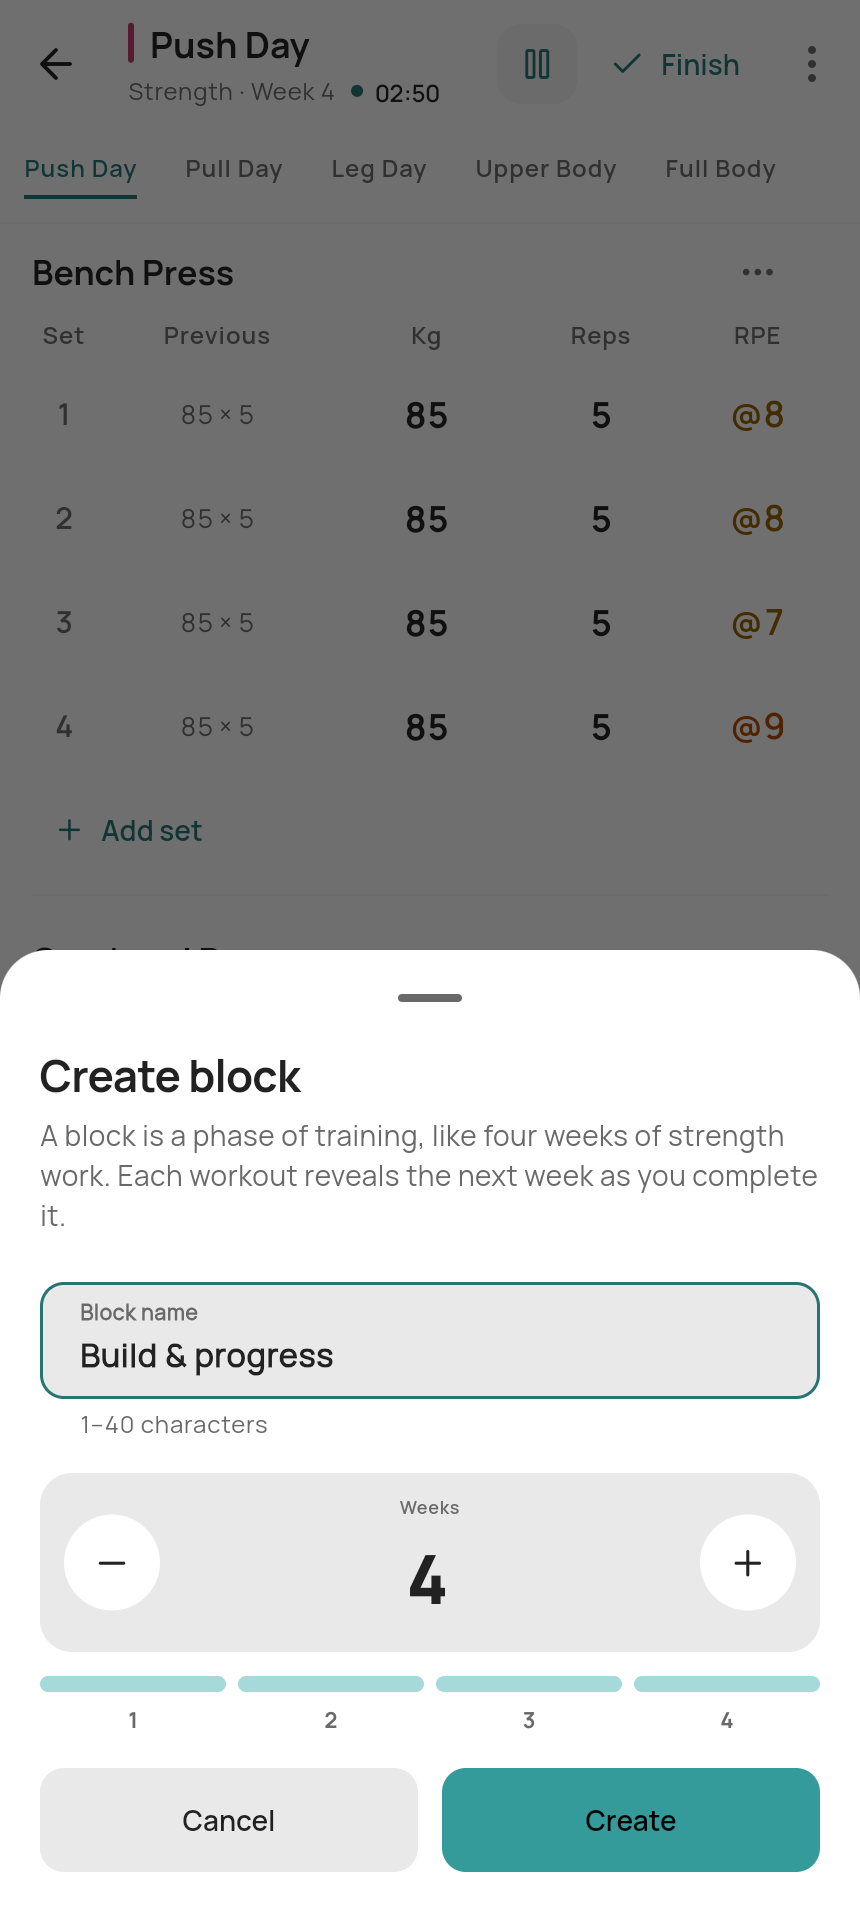 Push Day
Finish
Strength · Week 4
02:50
Push Day Pull Day Leg Day Upper Body Full Body
Bench Press
Set Previous Kg Reps RPE
1 85 × 5 85 5 @8
2 85 × 5 85 5 @8
3 85 × 5 85 5 @7
4 85 × 5 85 5 @9
+ Add set
Create block
A block is a phase of training, like four weeks of strength
work. Each workout reveals the next week as you complete
it.
Block name
Build & progress
1–40 characters
Weeks
4
1 2 3 4
Cancel Create